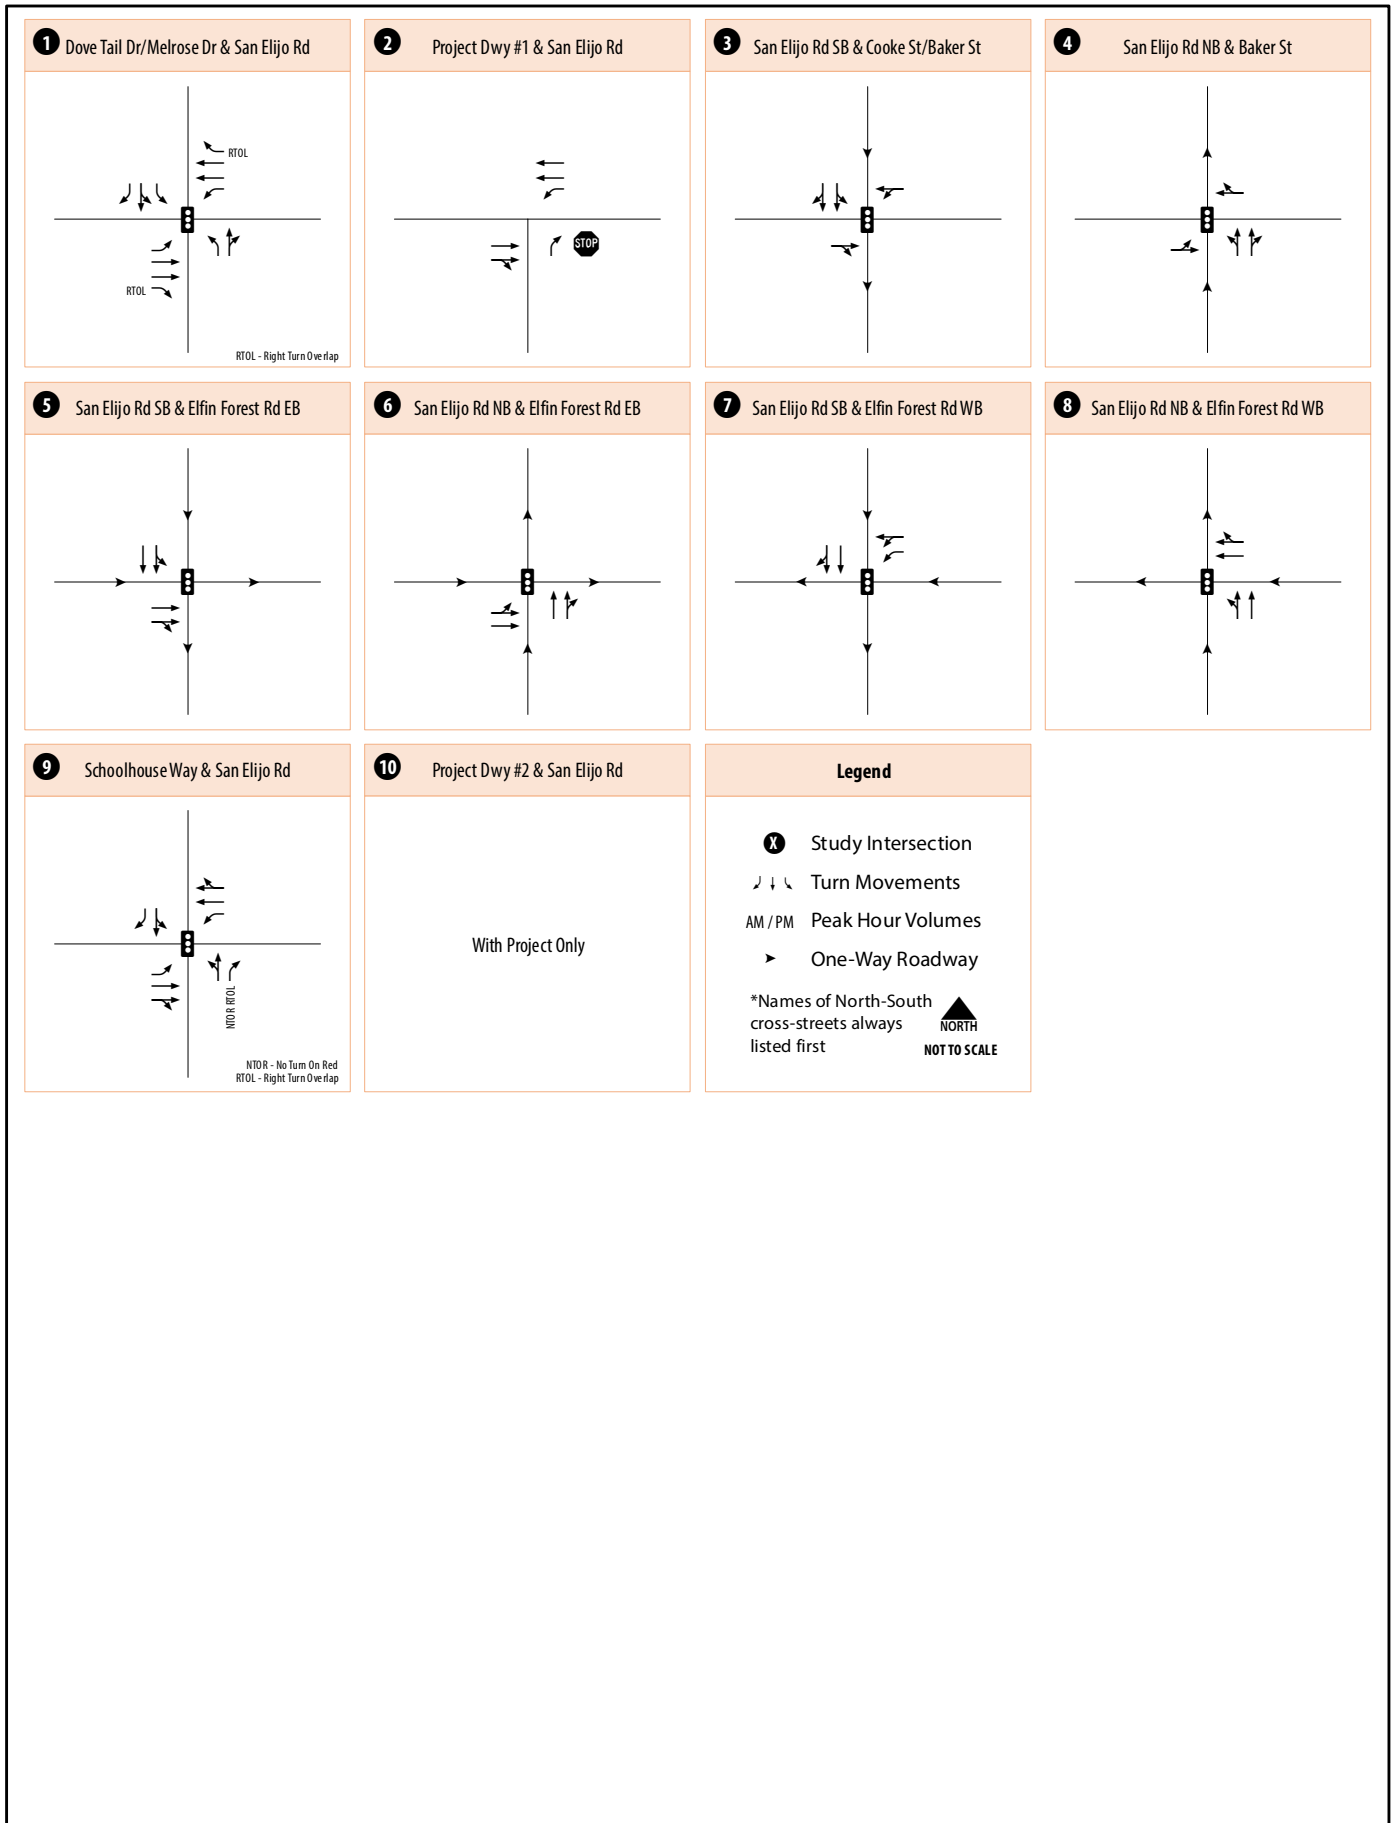 1 Dove Tail Dr/Melrose Dr & San Elijo Rd
RTOL
RTOL
RTOL - Right Turn Overlap
2 Project Dwy #1 & San Elijo Rd
STOP
3 San Elijo Rd SB & Cooke St/Baker St
4 San Elijo Rd NB & Baker St
5 San Elijo Rd SB & Elfin Forest Rd EB
6 San Elijo Rd NB & Elfin Forest Rd EB
7 San Elijo Rd SB & Elfin Forest Rd WB
8 San Elijo Rd NB & Elfin Forest Rd WB
9 Schoolhouse Way & San Elijo Rd
NTOR RTOL
NTOR - No Turn On Red
RTOL - Right Turn Overlap
10 Project Dwy #2 & San Elijo Rd
With Project Only
Legend
X Study Intersection
Turn Movements
AM / PM Peak Hour Volumes
One-Way Roadway
*Names of North-South
cross-streets always
listed first
NORTH
NOT TO SCALE